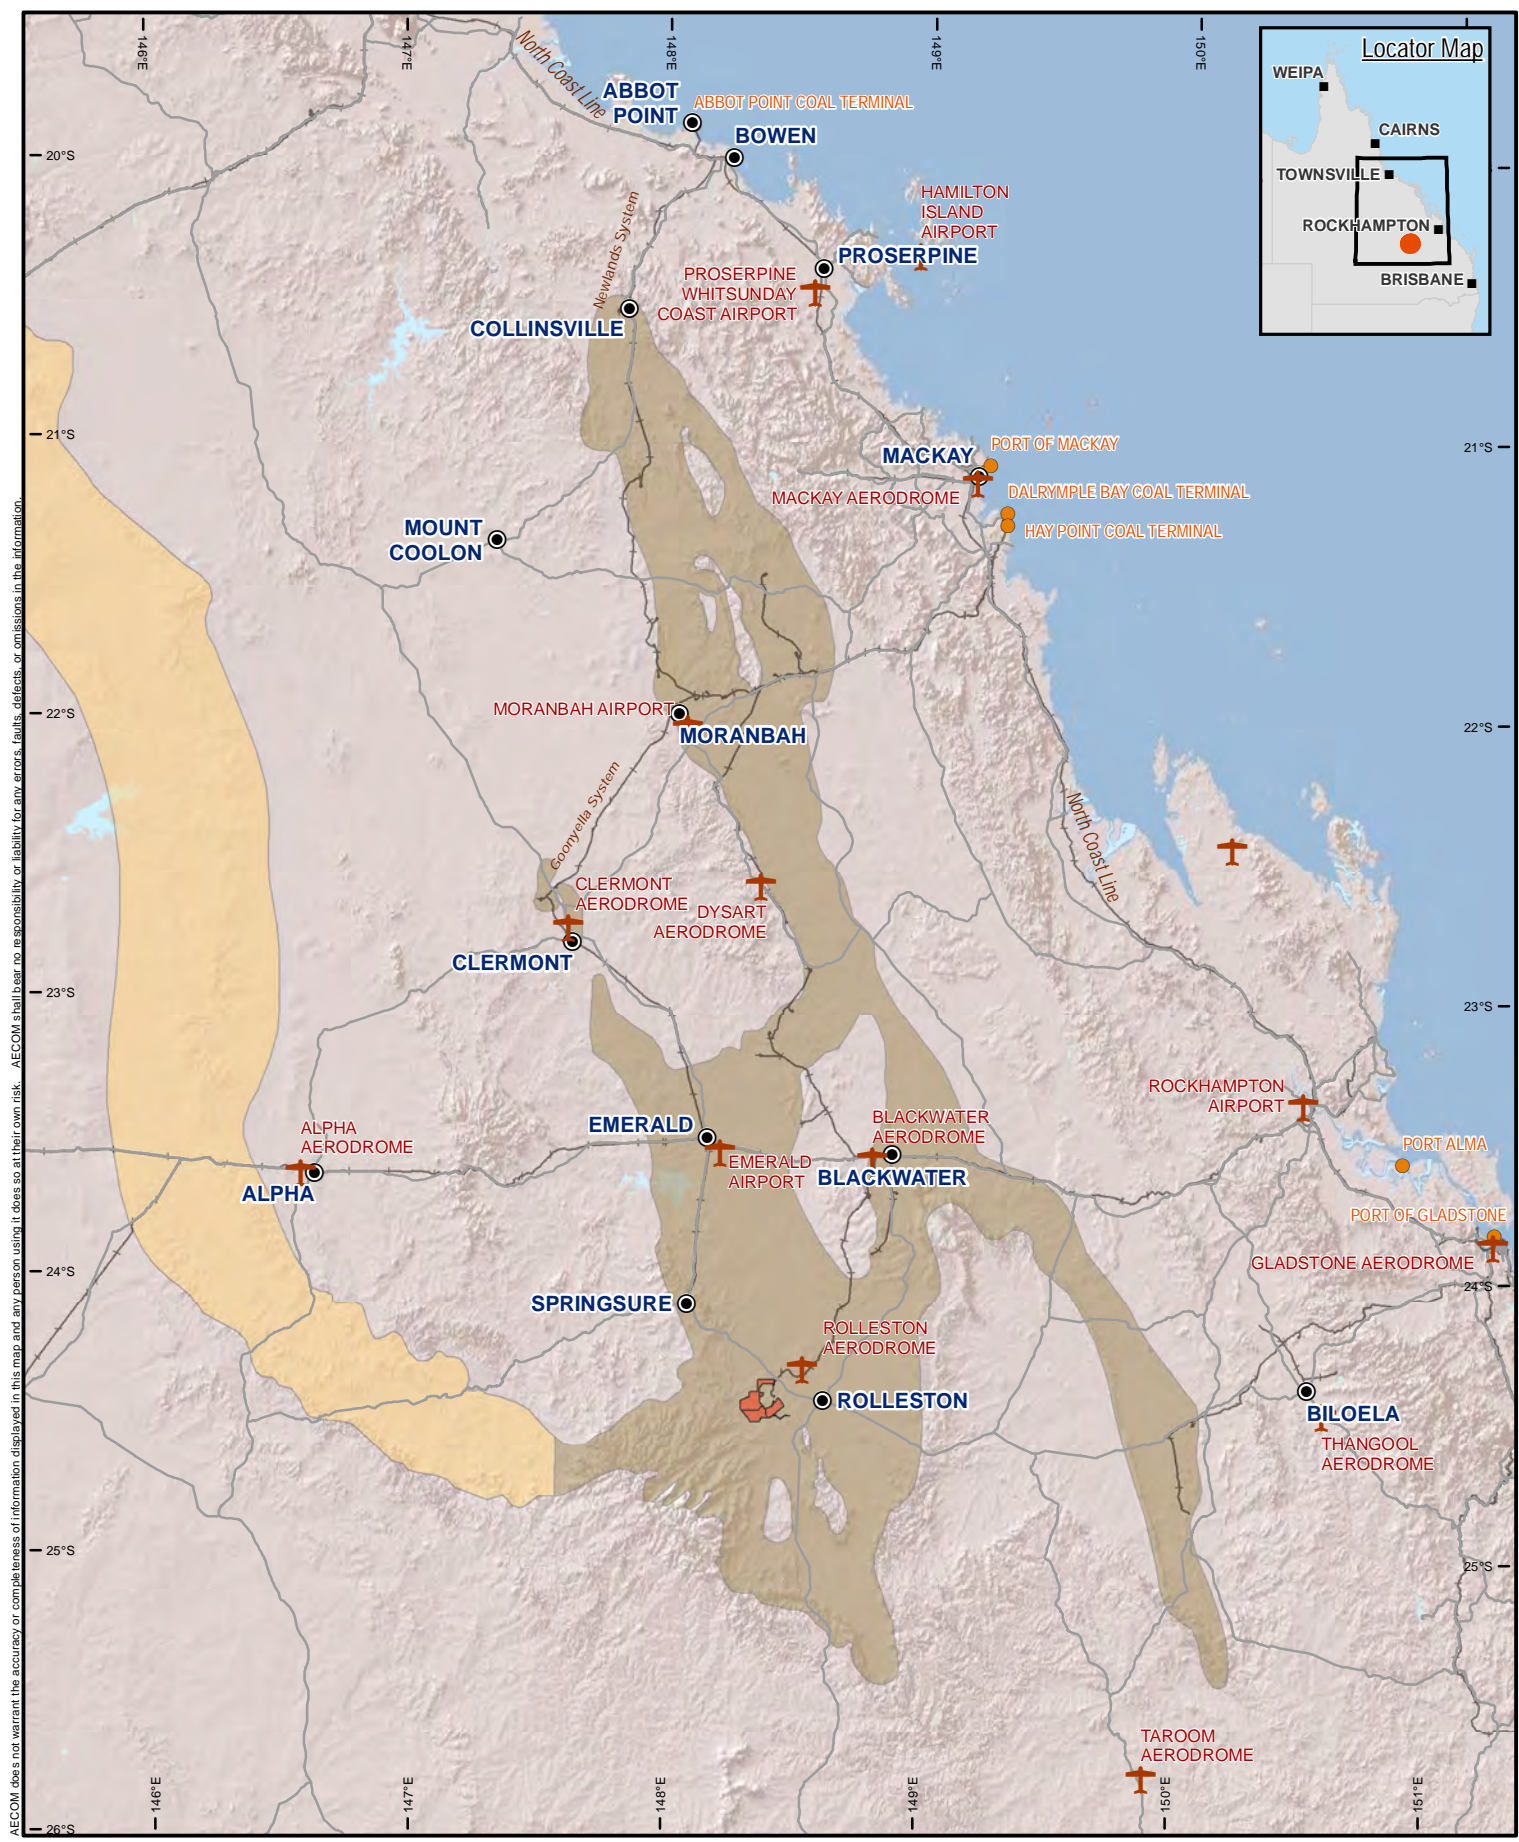 146°E
147°E
148°E
149°E
150°E
Locator Map
WEIPA
CAIRNS
TOWNSVILLE
ROCKHAMPTON
BRISBANE
North Coast Line
ABBOT
POINT
ABBOT POINT COAL TERMINAL
BOWEN
20°S
HAMILTON
ISLAND
AIRPORT
Newlands System
PROSERPINE
PROSERPINE
WHITSUNDAY
COAST AIRPORT
COLLINSVILLE
21°S
21°S
PORT OF MACKAY
MACKAY
MACKAY AERODROME
DALRYMPLE BAY COAL TERMINAL
HAY POINT COAL TERMINAL
MOUNT
COOLON
MORANBAH AIRPORT
22°S
22°S
MORANBAH
Goonyella System
North Coast Line
CLERMONT
AERODROME
DYSART
AERODROME
CLERMONT
23°S
23°S
ROCKHAMPTON
AIRPORT
EMERALD
BLACKWATER
AERODROME
ALPHA
AERODROME
PORT ALMA
EMERALD
AIRPORT
BLACKWATER
ALPHA
PORT OF GLADSTONE
GLADSTONE AERODROME
24°S
24°S
SPRINGSURE
ROLLESTON
AERODROME
ROLLESTON
BILOELA
THANGOOL
AERODROME
25°S
25°S
TAROOM
AERODROME
146°E
147°E
148°E
149°E
150°E
151°E
26°S
AECOM does not warrant the accuracy or completeness of information displayed in this map and any person using it does so at their own risk. AECOM shall bear no responsibility or liability for any errors, faults, defects, or omissions in the information.